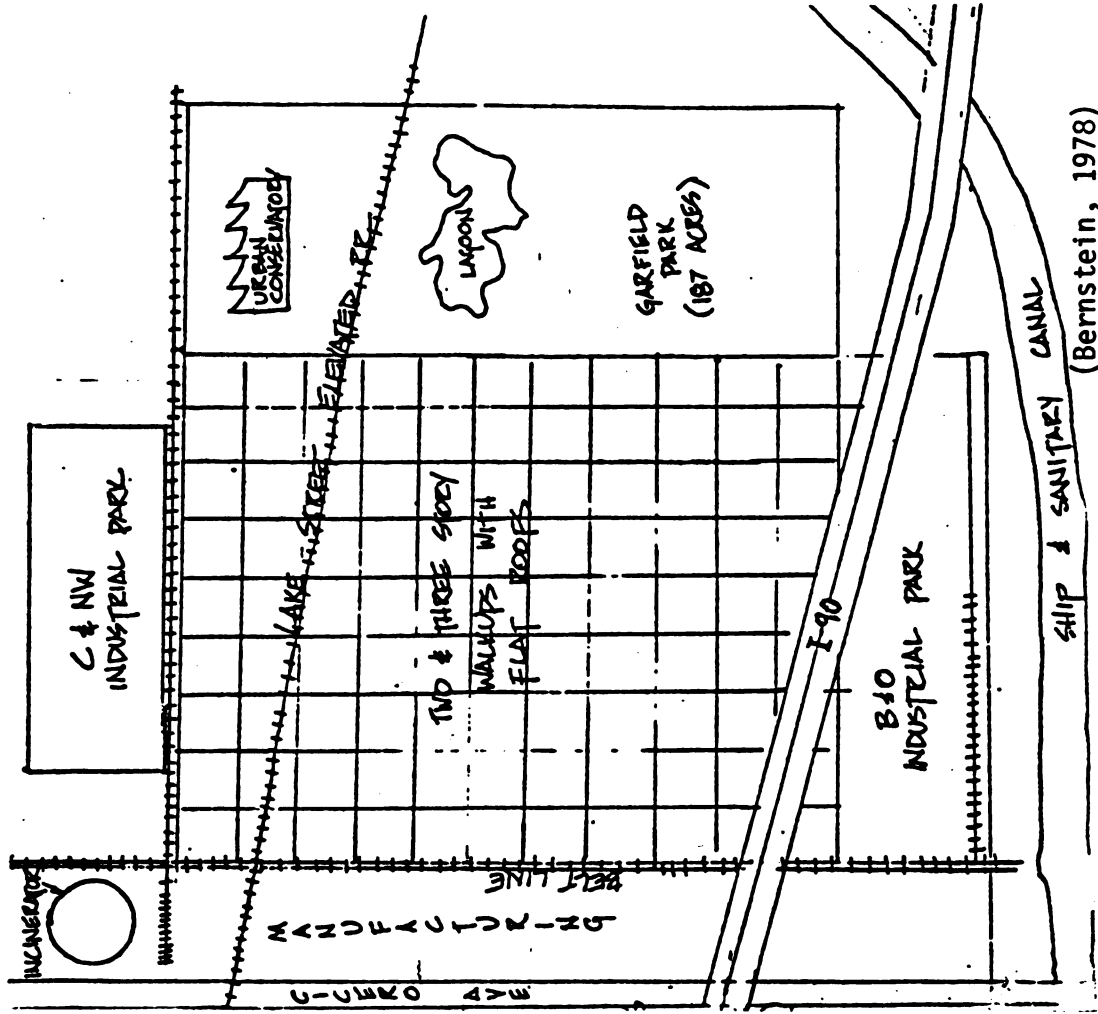 C & NW
INDUSTRIAL PARK
INCINERATOR
URBAN
CONSERVATORY
LAKE STREET ELEVATED RR
LAGOON
TWO & THREE STORY
WALKUPS WITH
FLAT ROOFS
GARFIELD
PARK
(187 ACRES)
BELT LINE
MANUFACTURING
CICERO AVE
I-90
B&O
INDUSTRIAL PARK
SHIP & SANITARY CANAL
(Bernstein, 1978)